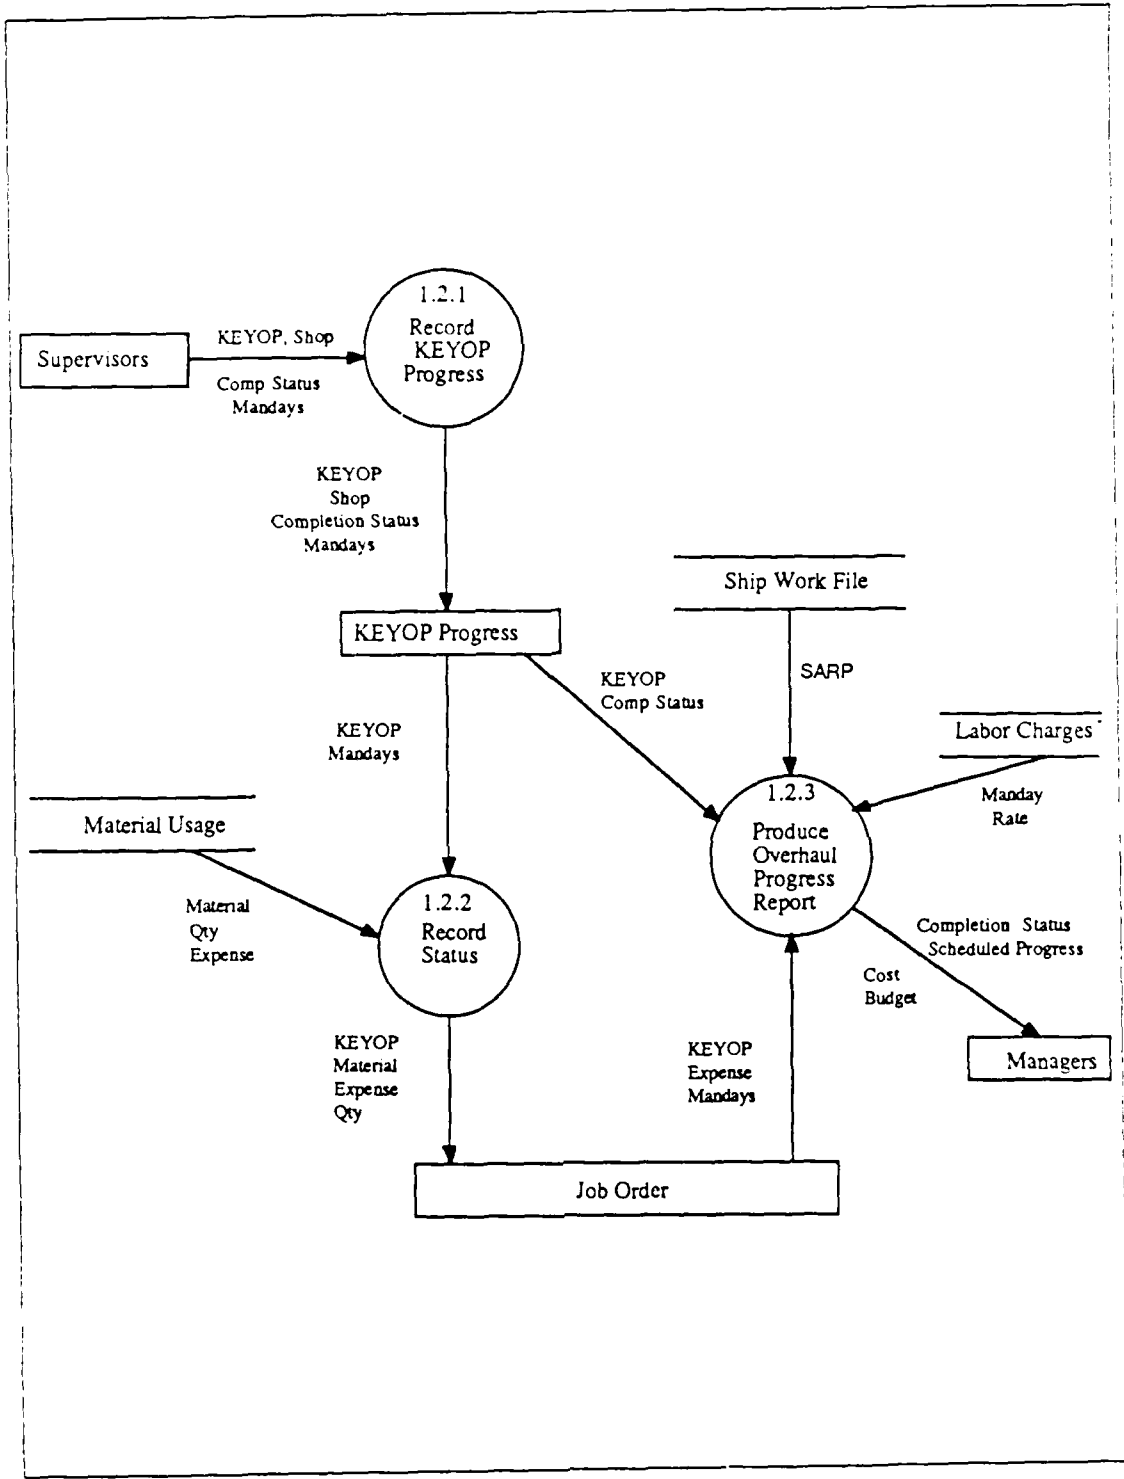 1.2.1
Record
KEYOP
Progress
Supervisors
KEYOP, Shop
Comp Status
Mandays
KEYOP
Shop
Completion Status
Mandays
KEYOP Progress
Ship Work File
SARP
KEYOP
Comp Status
KEYOP
Mandays
Labor Charges
Manday
Rate
Material Usage
1.2.3
Produce
Overhaul
Progress
Report
Material
Qty
Expense
1.2.2
Record
Status
Completion Status
Scheduled Progress
Cost
Budget
Managers
KEYOP
Material
Expense
Qty
KEYOP
Expense
Mandays
Job Order